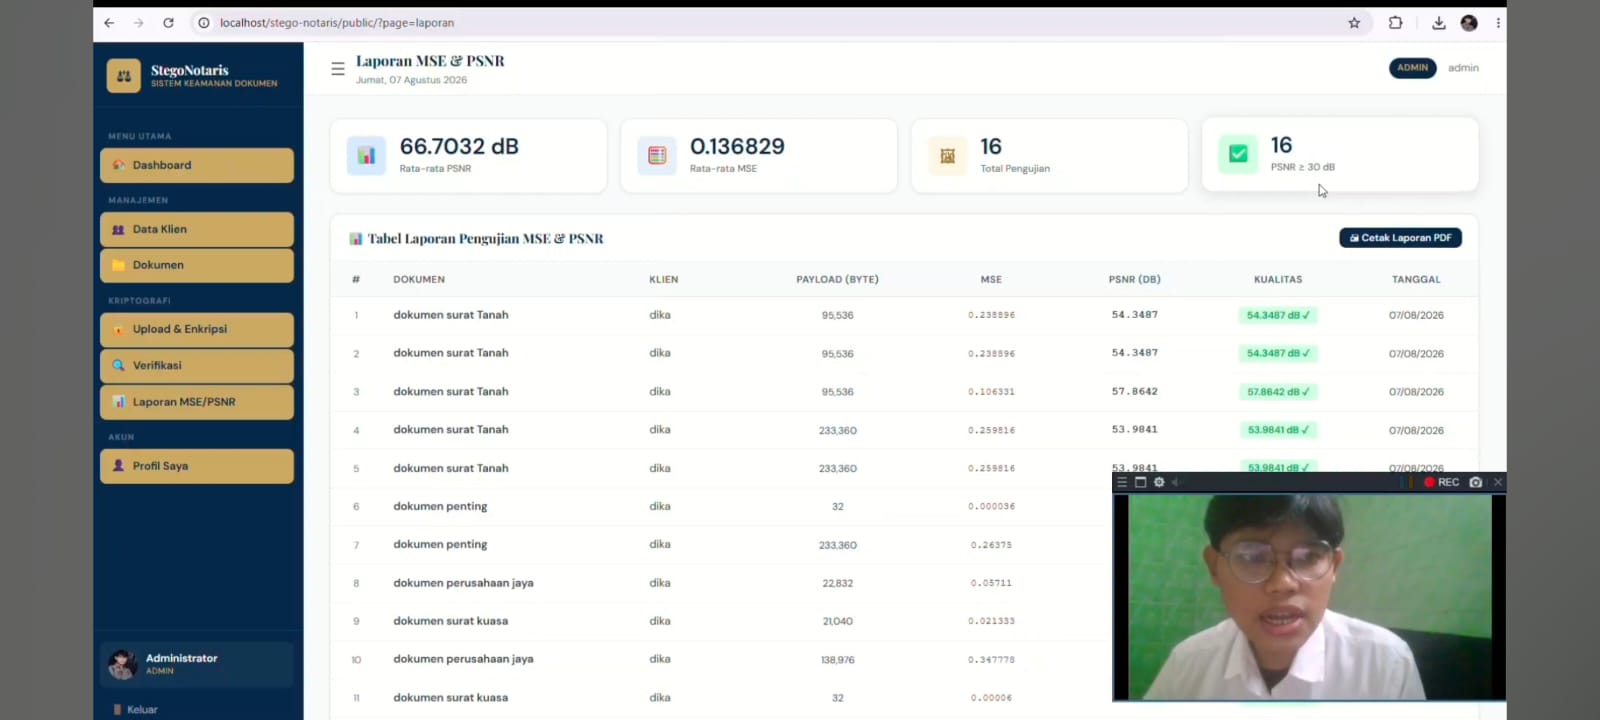 localhost/stego-notaris/public/?page=laporan
StegoNotaris
SISTEM KEAMANAN DOKUMEN
MENU UTAMA
Dashboard
MANAJEMEN
Data Klien
Dokumen
KRIPTOGRAFI
Upload & Enkripsi
Verifikasi
Laporan MSE/PSNR
AKUN
Profil Saya
Administrator
ADMIN
Keluar
Laporan MSE & PSNR
Jumat, 07 Agustus 2026
ADMIN admin
66.7032 dB
Rata-rata PSNR
0.136829
Rata-rata MSE
16
Total Pengujian
16
PSNR ≥ 30 dB
Tabel Laporan Pengujian MSE & PSNR
Cetak Laporan PDF
# DOKUMEN KLIEN PAYLOAD (BYTE) MSE PSNR (DB) KUALITAS TANGGAL
1 dokumen surat Tanah dika 95,536 0.238896 54.3487 54.3487 dB ✓ 07/08/2026
2 dokumen surat Tanah dika 95,536 0.238896 54.3487 54.3487 dB ✓ 07/08/2026
3 dokumen surat Tanah dika 95,536 0.106331 57.8642 57.8642 dB ✓ 07/08/2026
4 dokumen surat Tanah dika 233,360 0.259816 53.9841 53.9841 dB ✓ 07/08/2026
5 dokumen surat Tanah dika 233,360 0.259816 53.9841 53.9841 dB ✓ 07/08/2026
6 dokumen penting dika 32 0.000036
7 dokumen penting dika 233,360 0.26375
8 dokumen perusahaan jaya dika 22,832 0.05711
9 dokumen surat kuasa dika 21,040 0.021333
10 dokumen perusahaan jaya dika 138,976 0.347778
11 dokumen surat kuasa dika 32 0.00006
REC